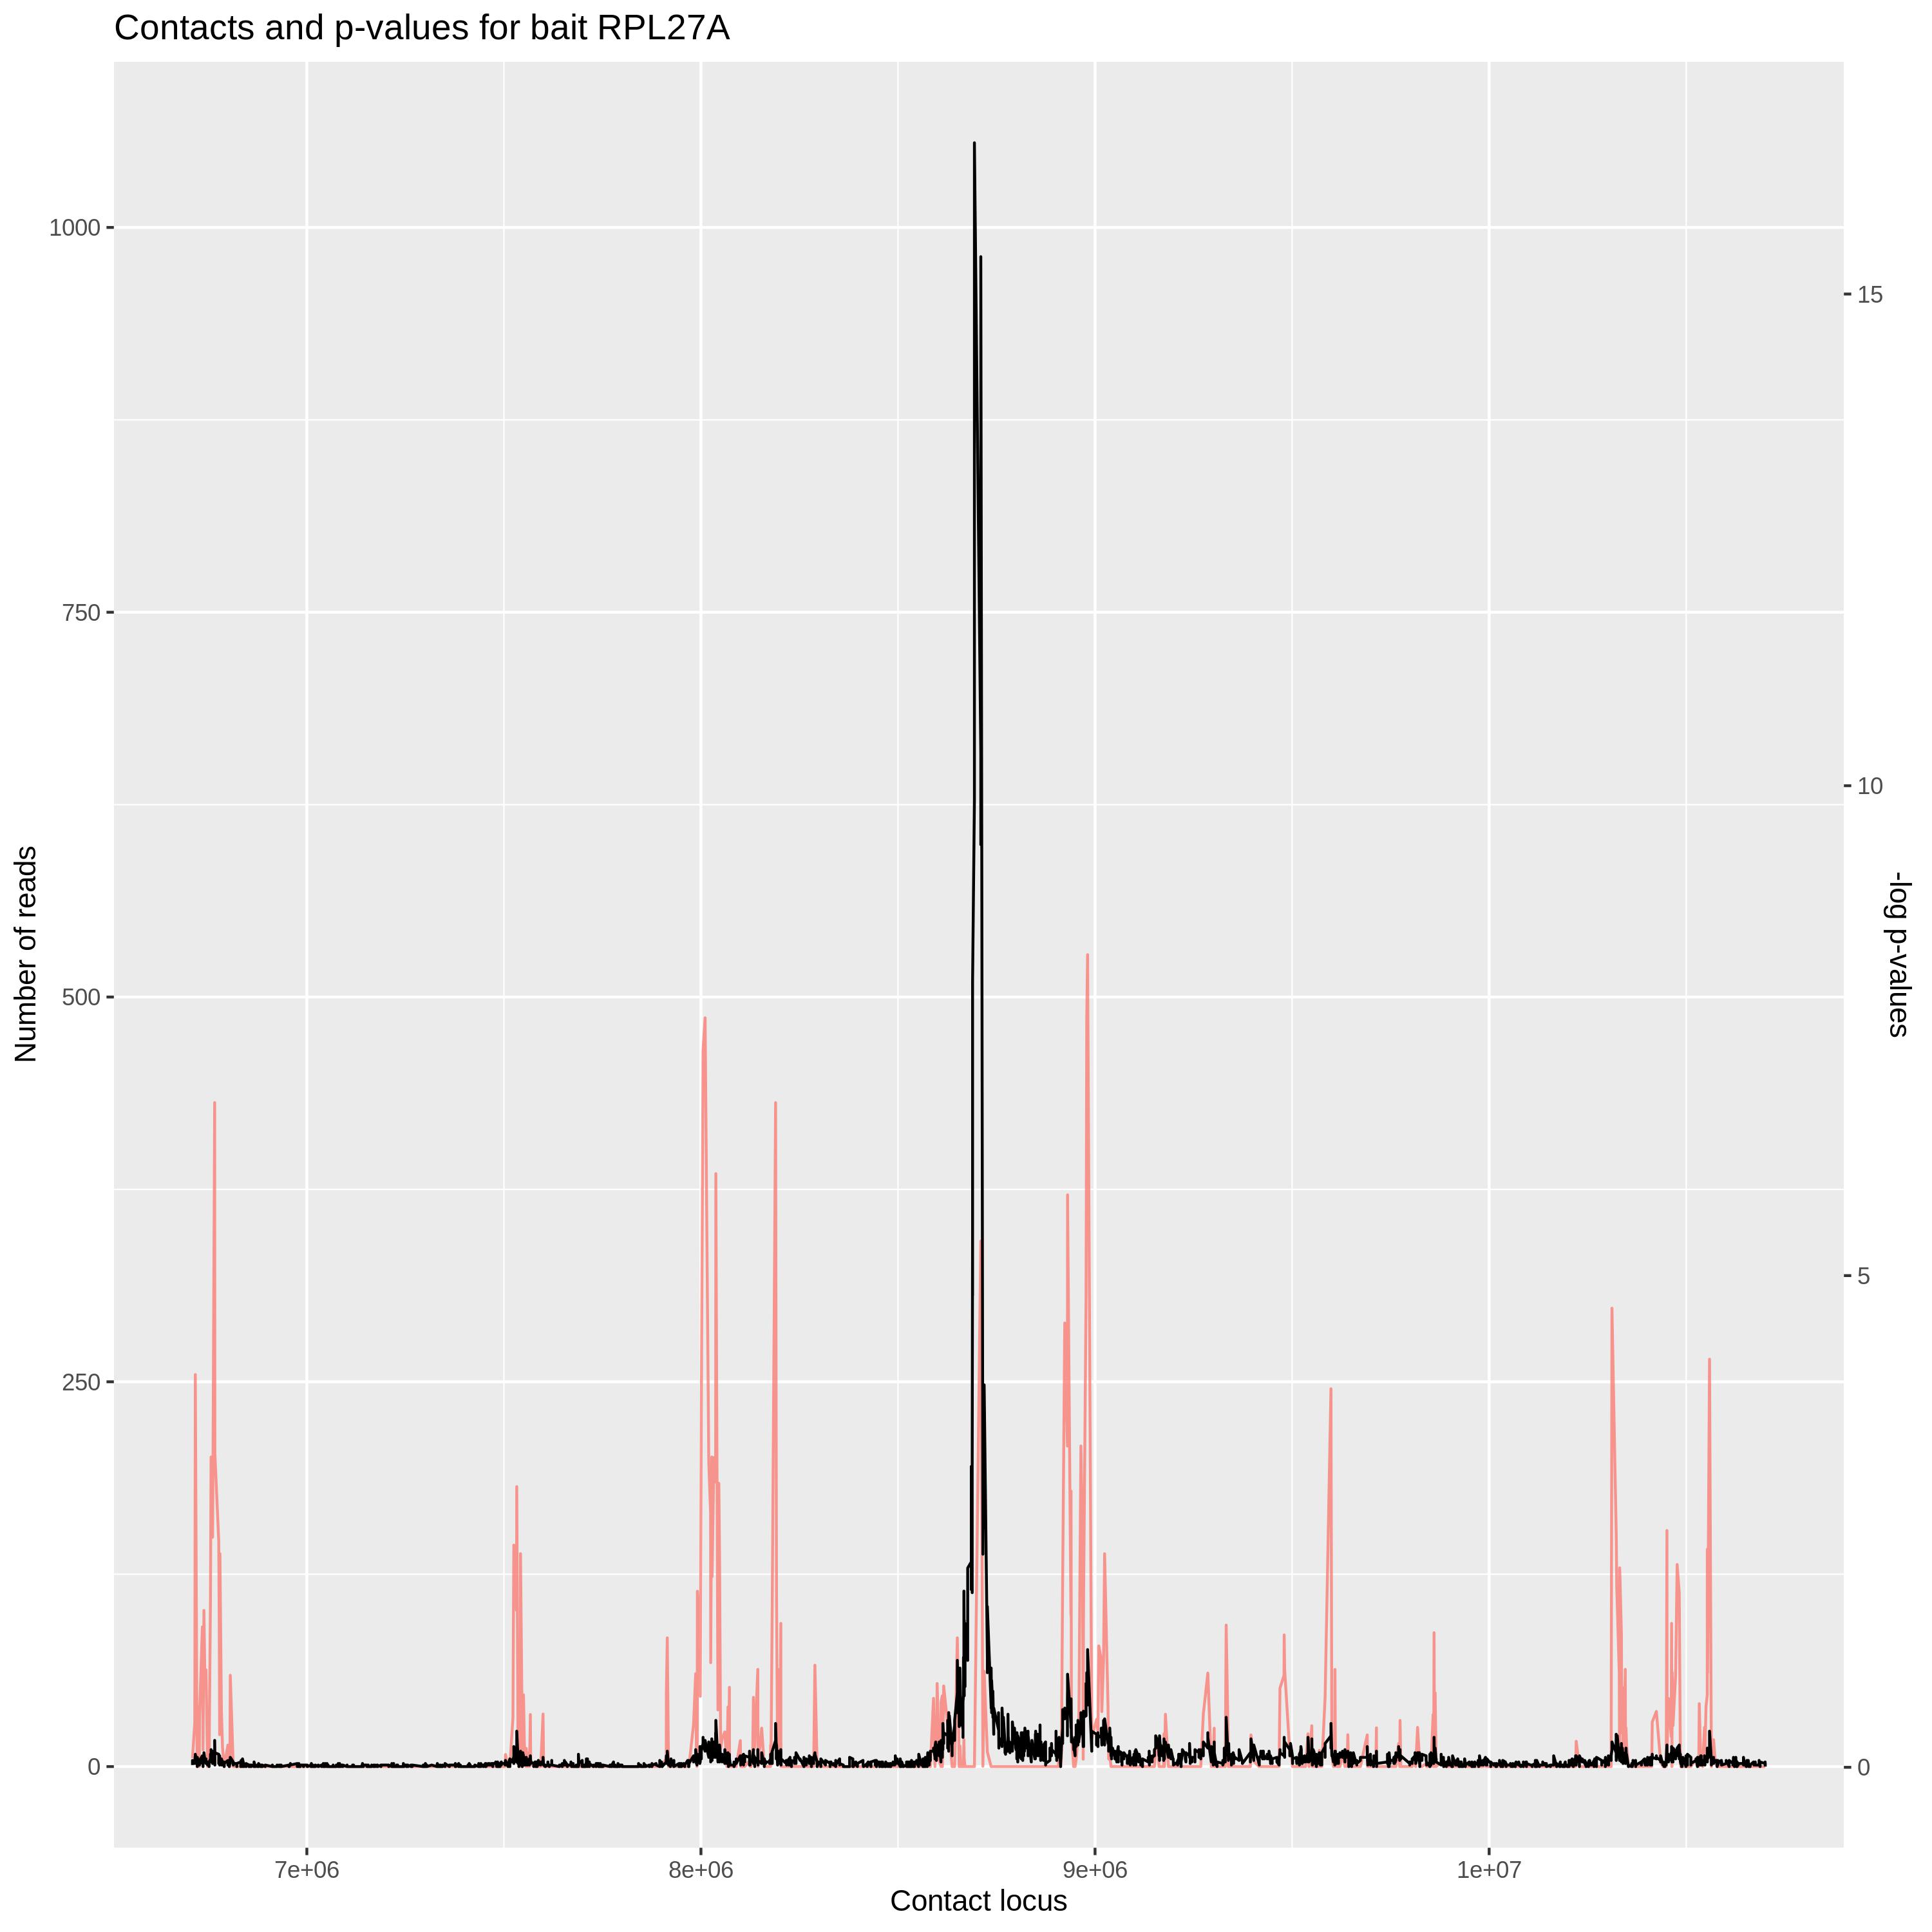 Contacts and p-values for bait RPL27A
1000
750
500
250
0
Number of reads
15
10
5
0
-log p-values
7e+06
8e+06
9e+06
1e+07
Contact locus